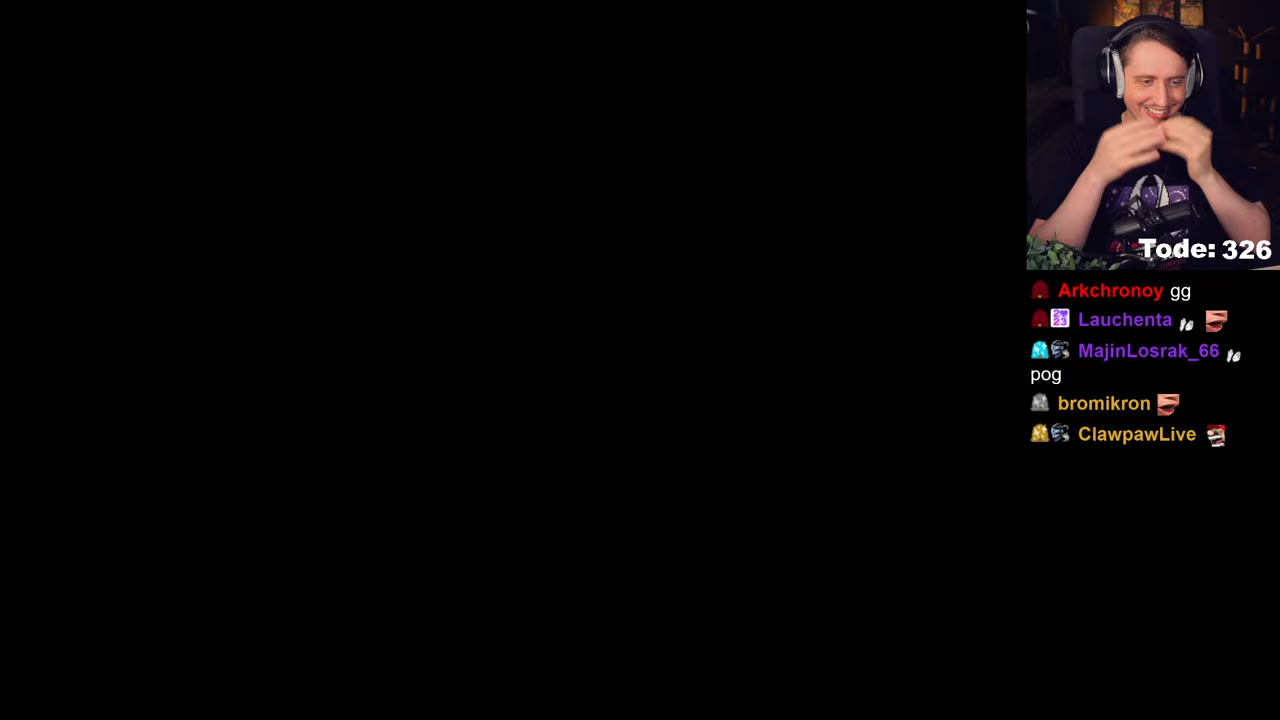 Tode: 326
Arkchronoy gg
Lauchenta
MajinLosrak_66
pog
bromikron
ClawpawLive